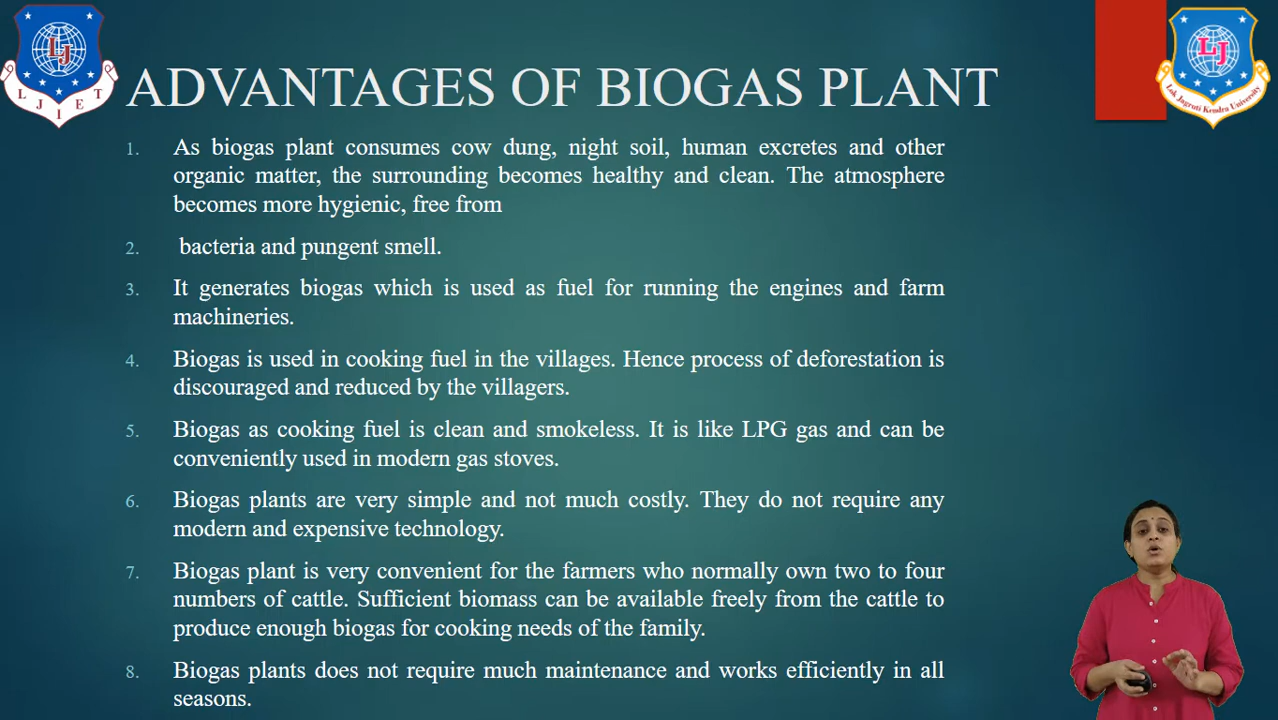 L J I E T
LJ
LJ
Lok Jagruti Kendra University
ADVANTAGES OF BIOGAS PLANT
1. As biogas plant consumes cow dung, night soil, human excretes and other
organic matter, the surrounding becomes healthy and clean. The atmosphere
becomes more hygienic, free from
2. bacteria and pungent smell.
3. It generates biogas which is used as fuel for running the engines and farm
machineries.
4. Biogas is used in cooking fuel in the villages. Hence process of deforestation is
discouraged and reduced by the villagers.
5. Biogas as cooking fuel is clean and smokeless. It is like LPG gas and can be
conveniently used in modern gas stoves.
6. Biogas plants are very simple and not much costly. They do not require any
modern and expensive technology.
7. Biogas plant is very convenient for the farmers who normally own two to four
numbers of cattle. Sufficient biomass can be available freely from the cattle to
produce enough biogas for cooking needs of the family.
8. Biogas plants does not require much maintenance and works efficiently in all
seasons.